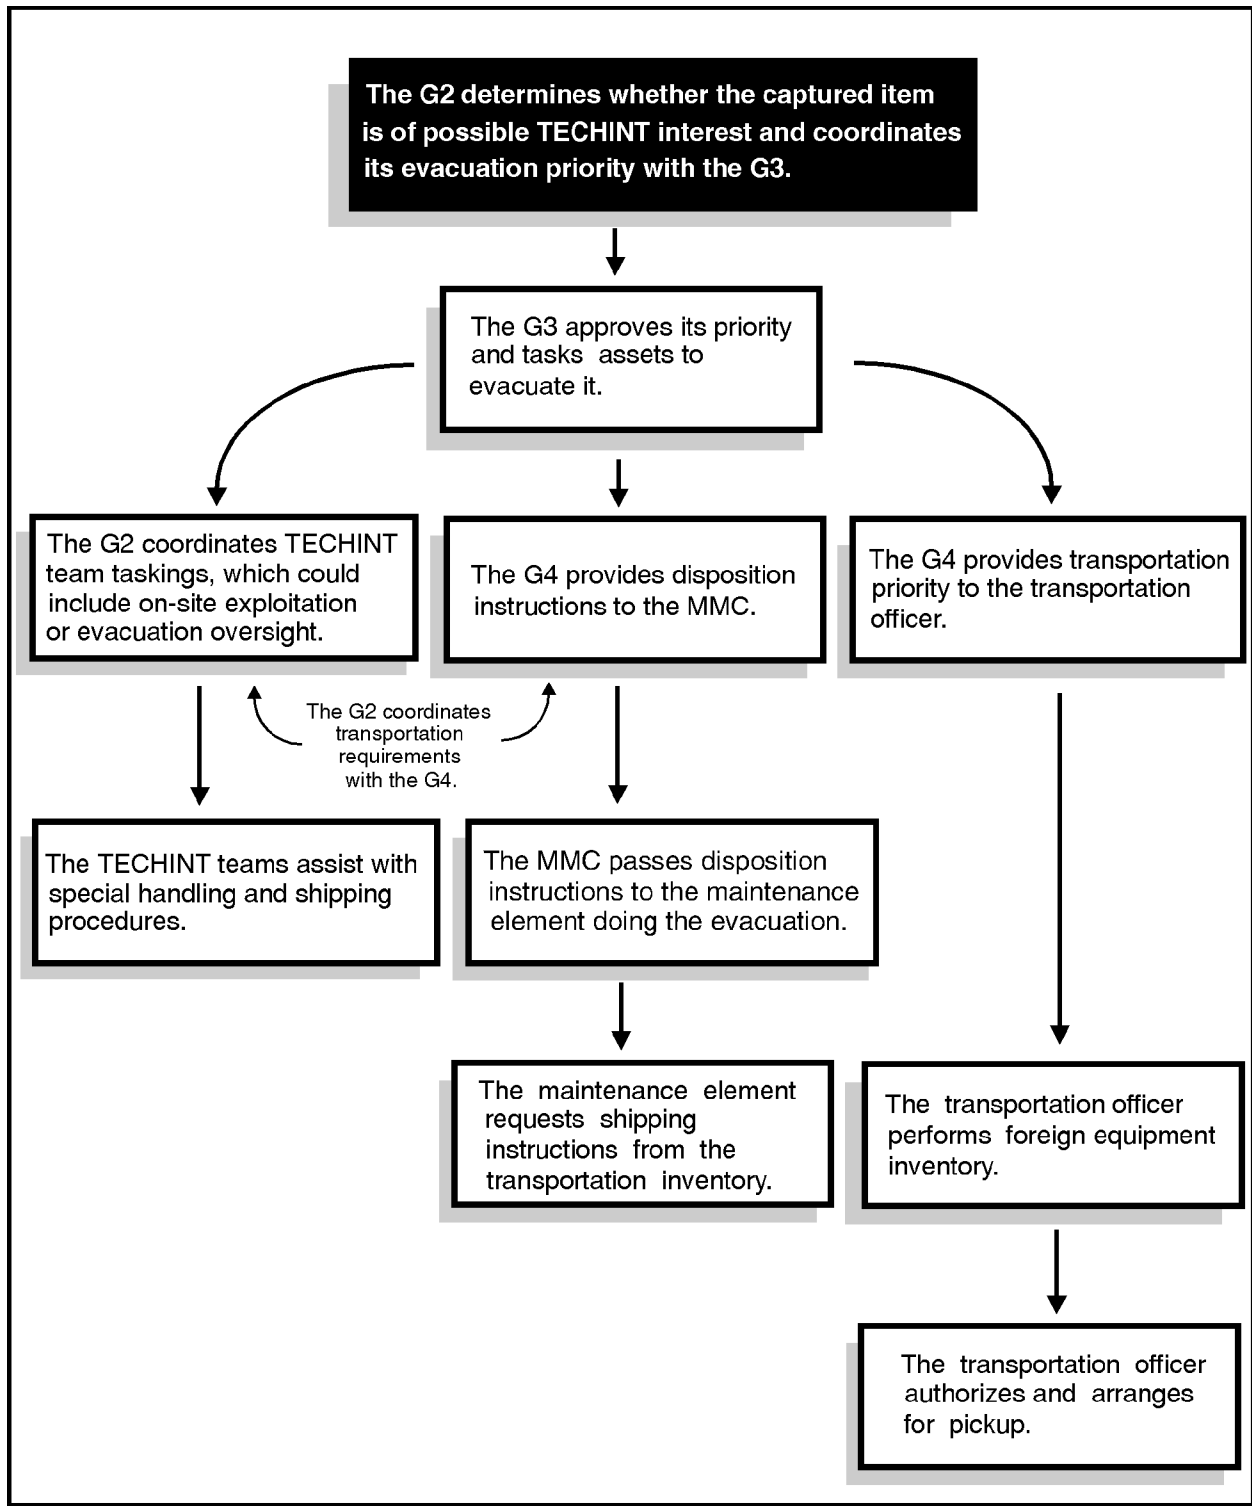 The G2 determines whether the captured item
is of possible TECHINT interest and coordinates
its evacuation priority with the G3.
The G3 approves its priority
and tasks assets to
evacuate it.
The G2 coordinates TECHINT
team taskings, which could
include on-site exploitation
or evacuation oversight.
The G4 provides disposition
instructions to the MMC.
The G4 provides transportation
priority to the transportation
officer.
The G2 coordinates
transportation
requirements
with the G4.
The TECHINT teams assist with
special handling and shipping
procedures.
The MMC passes disposition
instructions to the maintenance
element doing the evacuation.
The maintenance element
requests shipping
instructions from the
transportation inventory.
The transportation officer
performs foreign equipment
inventory.
The transportation officer
authorizes and arranges
for pickup.